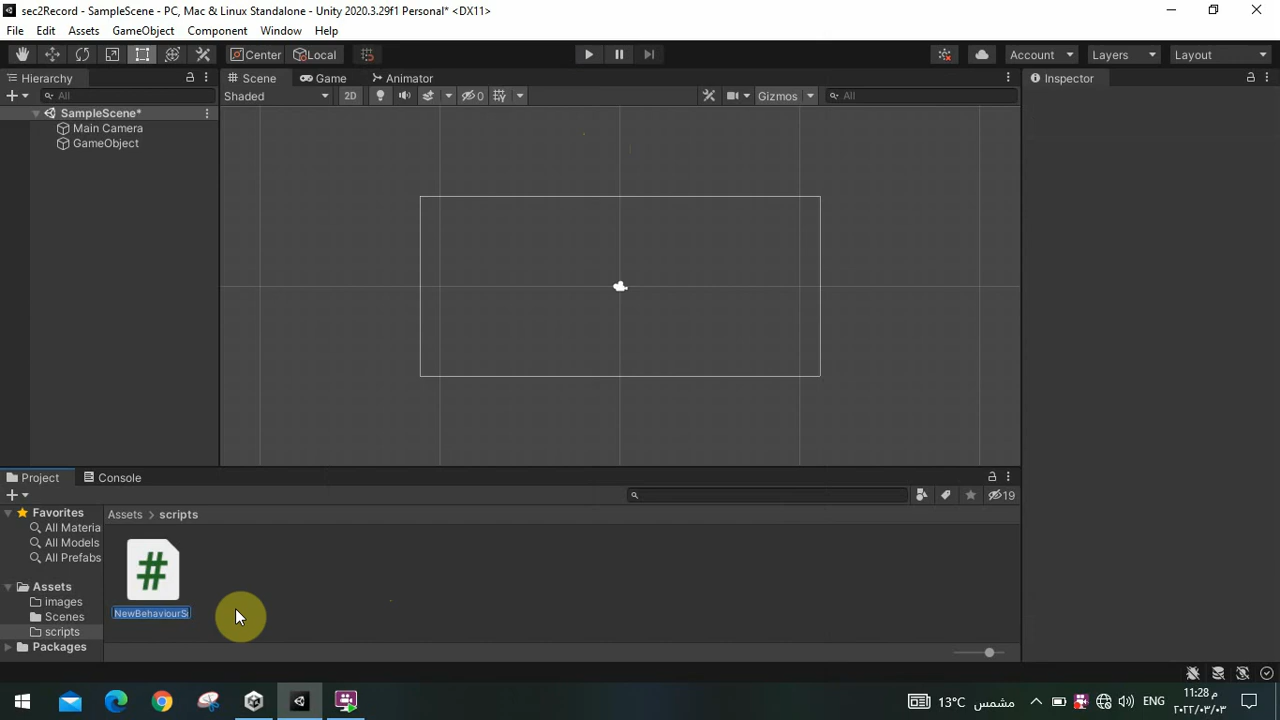 sec2Record - SampleScene - PC, Mac & Linux Standalone - Unity 2020.3.29f1 Personal* <DX11>
File Edit Assets GameObject Component Window Help
Center Local Account Layers Layout
Hierarchy Scene Game Animator Inspector
All Shaded 2D 0 Gizmos All
SampleScene*
Main Camera
GameObject
Project Console
19
Favorites
Assets > scripts
All Materia
All Models
All Prefabs
Assets
images
Scenes
scripts
Packages
#
NewBehaviourS
13°C مشمس ENG م 11:28
٢٠٢٢/٠٣/٠٣